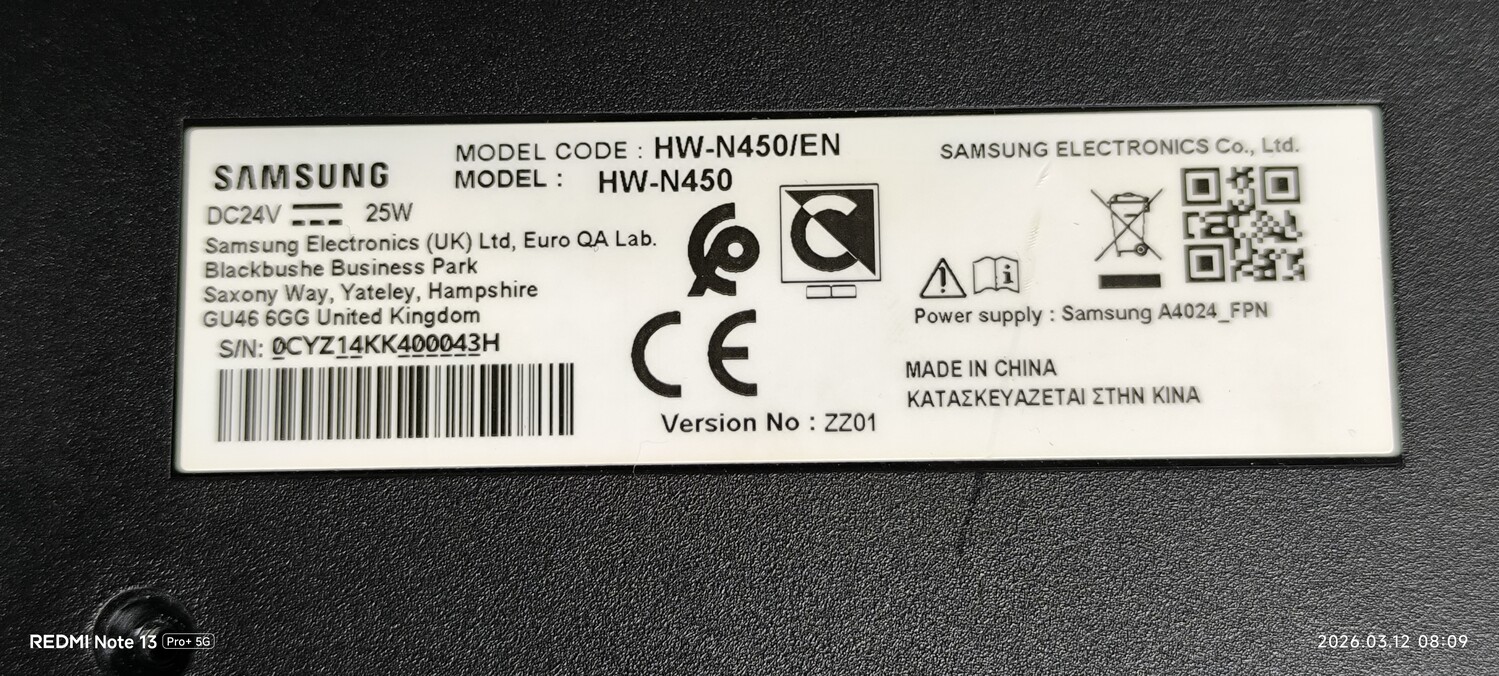 SAMSUNG
MODEL CODE : HW-N450/EN
MODEL : HW-N450
DC24V 25W
Samsung Electronics (UK) Ltd, Euro QA Lab.
Blackbushe Business Park
Saxony Way, Yateley, Hampshire
GU46 6GG United Kingdom
S/N: 0CYZ14KK400043H
CE
Version No : ZZ01
SAMSUNG ELECTRONICS Co., Ltd.
Power supply : Samsung A4024_FPN
MADE IN CHINA
ΚΑΤΑΣΚΕΥΑΖΕΤΑΙ ΣΤΗΝ ΚΙΝΑ
REDMI Note 13 Pro+ 5G
2026.03.12 08:09